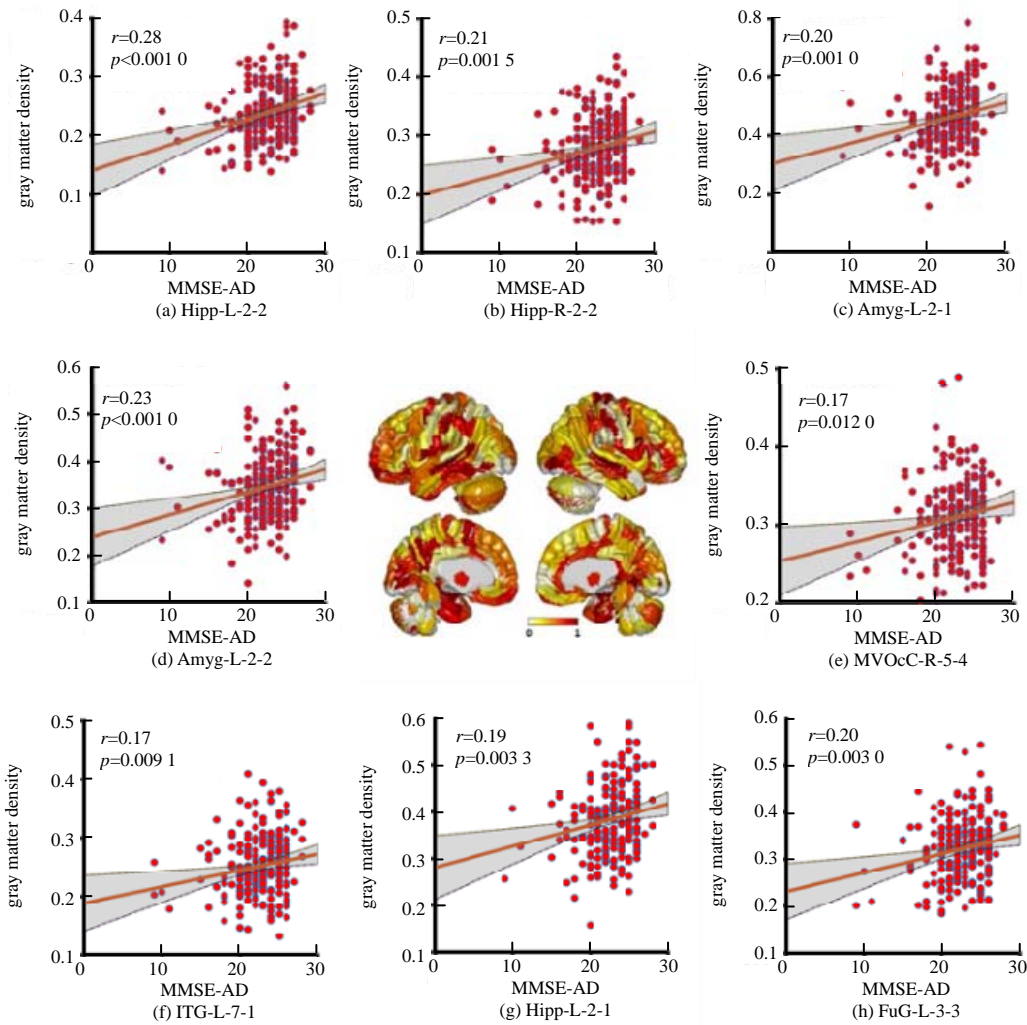 r=0.28
p<0.001 0
gray matter density
0.4
0.3
0.2
0.1
0 10 20 30
MMSE-AD
(a) Hipp-L-2-2
r=0.21
p=0.001 5
gray matter density
0.5
0.4
0.3
0.2
0.1
0 10 20 30
MMSE-AD
(b) Hipp-R-2-2
r=0.20
p=0.001 0
gray matter density
0.8
0.6
0.4
0.2
0 10 20 30
MMSE-AD
(c) Amyg-L-2-1
r=0.23
p<0.001 0
gray matter density
0.6
0.5
0.4
0.3
0.2
0.1
0 10 20 30
MMSE-AD
(d) Amyg-L-2-2
0 1
r=0.17
p=0.012 0
gray matter density
0.5
0.4
0.3
0.2
0 10 20 30
MMSE-AD
(e) MVOcC-R-5-4
r=0.17
p=0.009 1
gray matter density
0.5
0.4
0.3
0.2
0.1
0 10 20 30
MMSE-AD
(f) ITG-L-7-1
r=0.19
p=0.003 3
gray matter density
0.6
0.5
0.4
0.3
0.2
0.1
0 10 20 30
MMSE-AD
(g) Hipp-L-2-1
r=0.20
p=0.003 0
gray matter density
0.6
0.5
0.4
0.3
0.2
0.1
0 10 20 30
MMSE-AD
(h) FuG-L-3-3